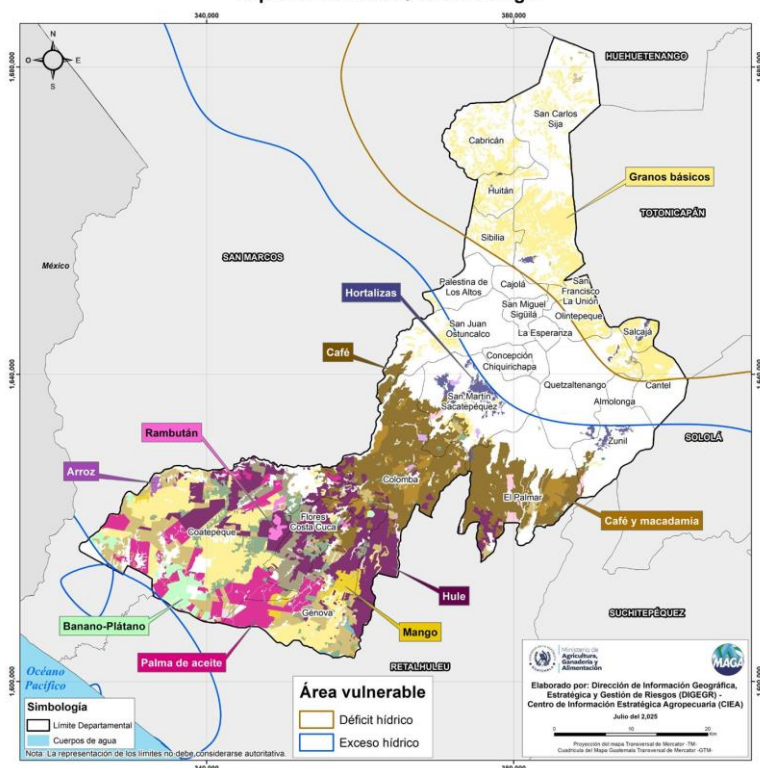 340,000
380,000
N
O
E
S
1,680,000
HUEHUETENANGO
San Carlos
Sija
Cabricán
Granos básicos
Huitán
TOTONICAPÁN
Sibilia
SAN MARCOS
México
Palestina de
Los Altos
Cajolá
San
Francisco
La Unión
Hortalizas
San Miguel
Sigüilá
Olintepeque
San Juan
Ostuncalco
La Esperanza
Salcajá
Café
Concepción
Chiquirichapa
1,640,000
Quetzaltenango
Cantel
San Martín
Sacatepéquez
Almolonga
Rambután
Zunil
SOLOLÁ
Arroz
Colomba
El Palmar
Flores
Costa Cuca
Coatepeque
Café y macadamia
Hule
Génova
SUCHITEPÉQUEZ
Banano-Plátano
Mango
Palma de aceite
RETALHULEU
Océano
Pacífico
1,600,000
Simbología
Límite Departamental
Cuerpos de agua
Nota: La representación de los límites no debe considerarse autoritativa.
Área vulnerable
Déficit hídrico
Exceso hídrico
Ministerio de
Agricultura,
Ganadería y
Alimentación
MAGA
Elaborado por: Dirección de Información Geográfica,
Estratégica y Gestión de Riesgos (DIGEGR) -
Centro de Información Estratégica Agropecuaria (CIEA)
Julio del 2,025
0
10
20
Km
Proyección del mapa Transversal de Mercator -TM-
Cuadrícula del Mapa Guatemala Transversal de Mercator -GTM-
340,000
380,000